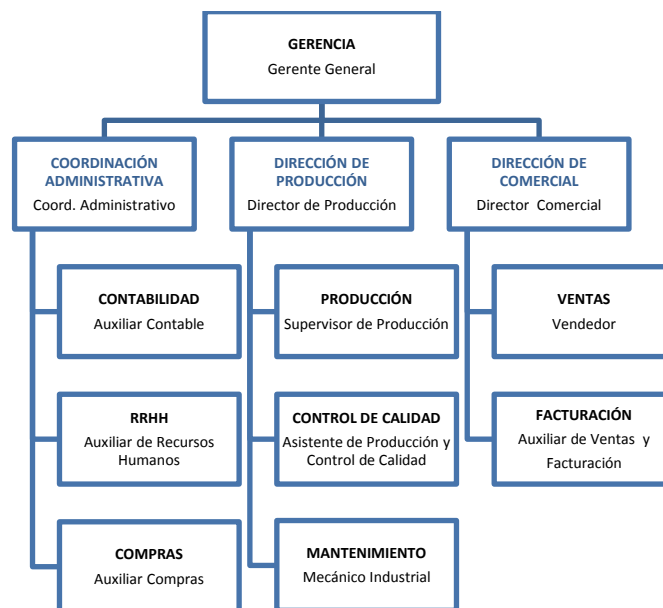 GERENCIA
Gerente General
COORDINACIÓN
ADMINISTRATIVA
Coord. Administrativo
DIRECCIÓN DE
PRODUCCIÓN
Director de Producción
DIRECCIÓN DE
COMERCIAL
Director Comercial
CONTABILIDAD
Auxiliar Contable
PRODUCCIÓN
Supervisor de Producción
VENTAS
Vendedor
RRHH
Auxiliar de Recursos
Humanos
CONTROL DE CALIDAD
Asistente de Producción y
Control de Calidad
FACTURACIÓN
Auxiliar de Ventas y
Facturación
COMPRAS
Auxiliar Compras
MANTENIMIENTO
Mecánico Industrial